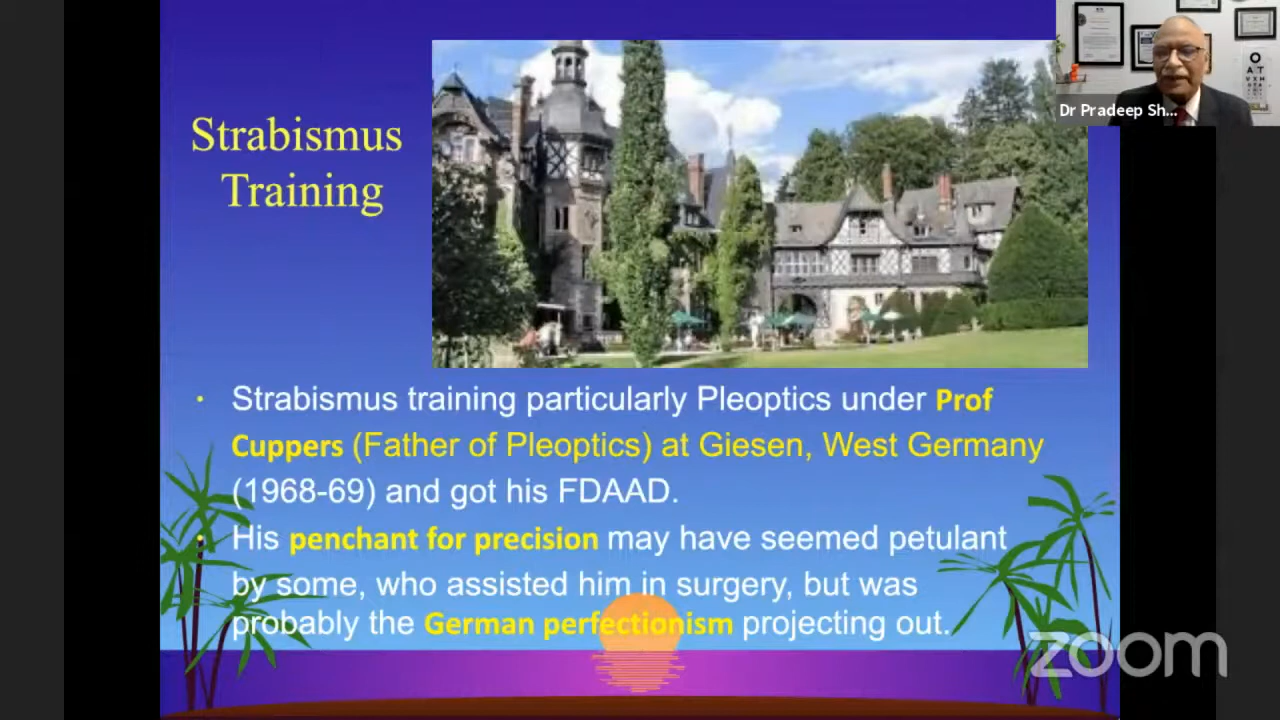 Dr Pradeep Sh...
Strabismus
Training
• Strabismus training particularly Pleoptics under Prof
Cuppers (Father of Pleoptics) at Giesen, West Germany
(1968-69) and got his FDAAD.
• His penchant for precision may have seemed petulant
by some, who assisted him in surgery, but was
probably the German perfectionism projecting out.
zoom